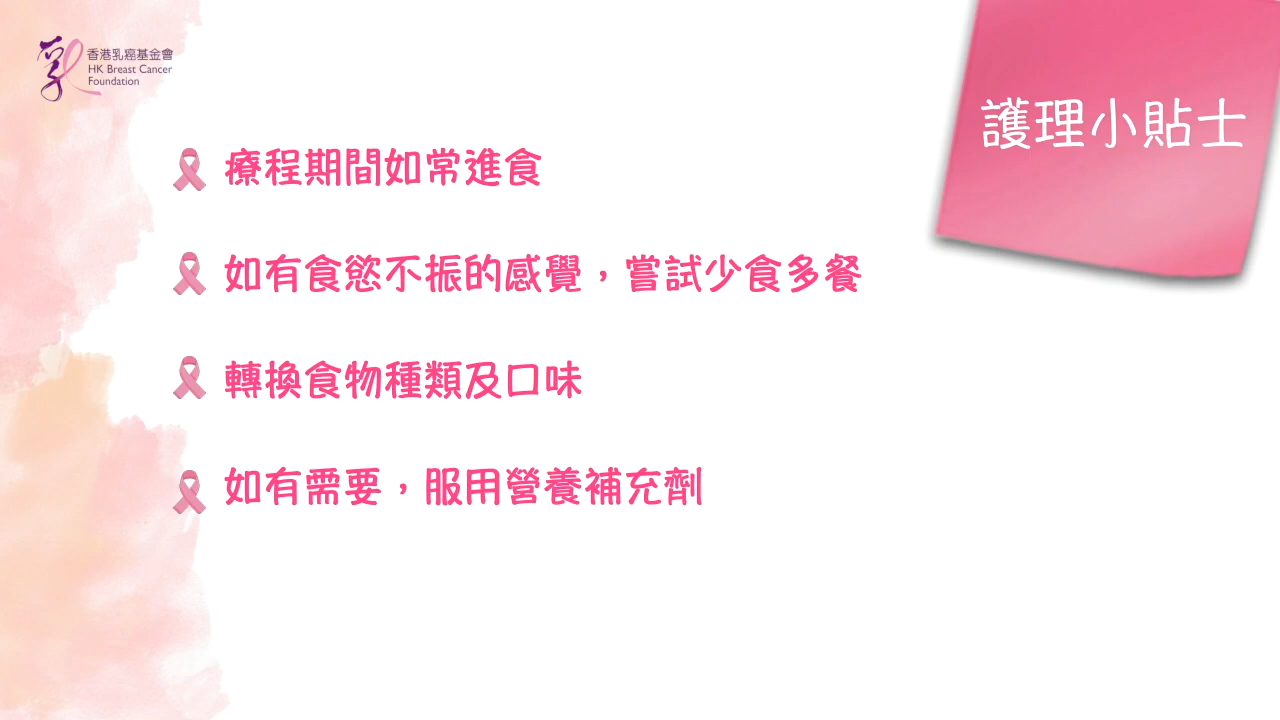 香港乳癌基金會
HK Breast Cancer
Foundation
護理小貼士
療程期間如常進食
如有食慾不振的感覺，嘗試少食多餐
轉換食物種類及口味
如有需要，服用營養補充劑